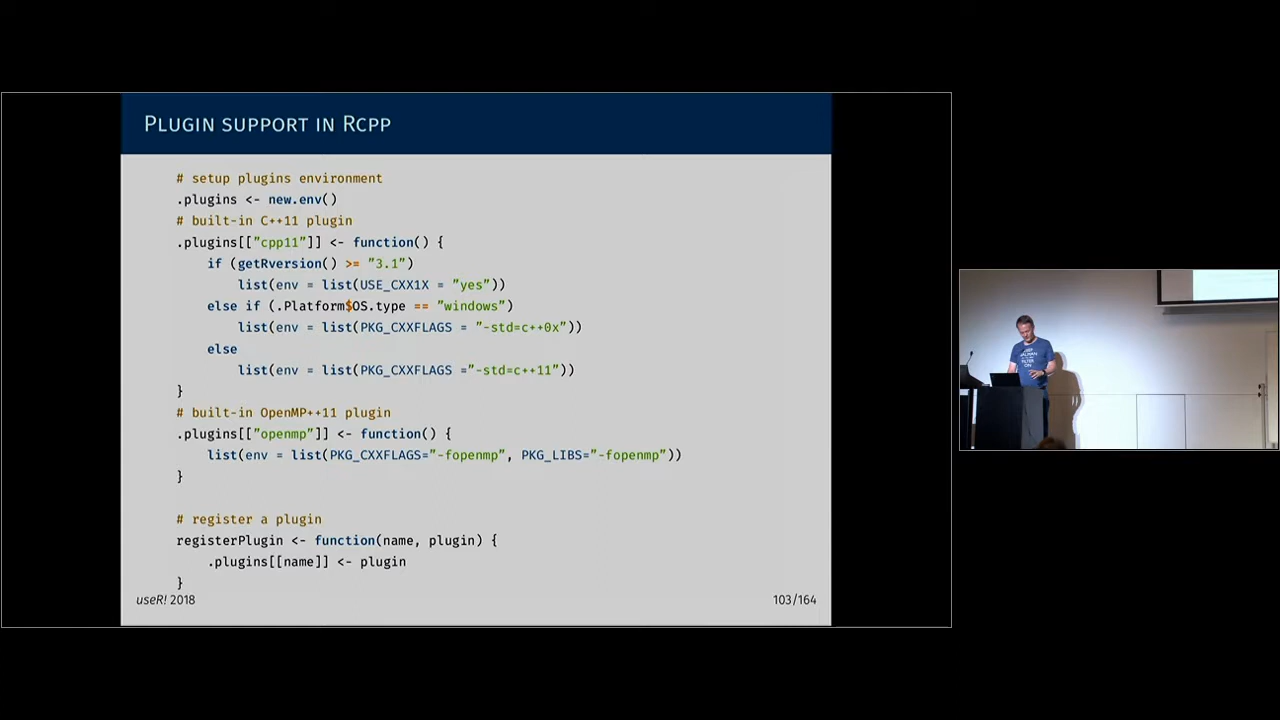 Plugin support in Rcpp
# setup plugins environment
.plugins <- new.env()
# built-in C++11 plugin
.plugins[["cpp11"]] <- function() {
    if (getRversion() >= "3.1")
        list(env = list(USE_CXX1X = "yes"))
    else if (.Platform$OS.type == "windows")
        list(env = list(PKG_CXXFLAGS = "-std=c++0x"))
    else
        list(env = list(PKG_CXXFLAGS ="-std=c++11"))
}
# built-in OpenMP++11 plugin
.plugins[["openmp"]] <- function() {
    list(env = list(PKG_CXXFLAGS="-fopenmp", PKG_LIBS="-fopenmp"))
}
# register a plugin
registerPlugin <- function(name, plugin) {
    .plugins[[name]] <- plugin
}
useR! 2018
103/164
KALMAN
FILTER
ON